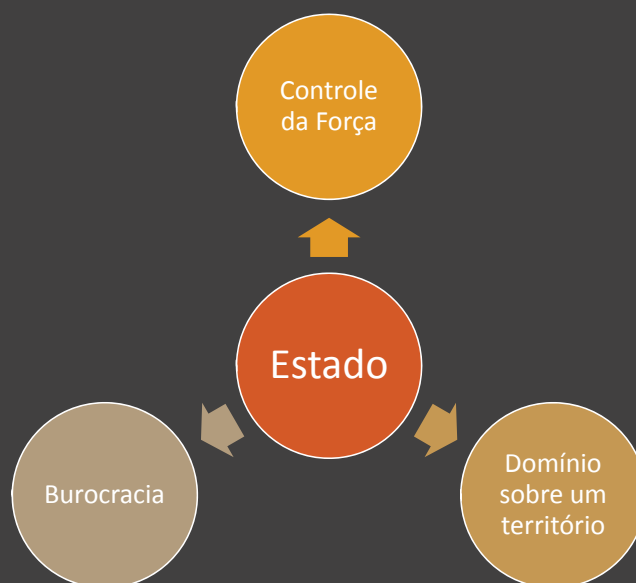 Controle
da Força
Estado
Burocracia
Domínio
sobre um
território